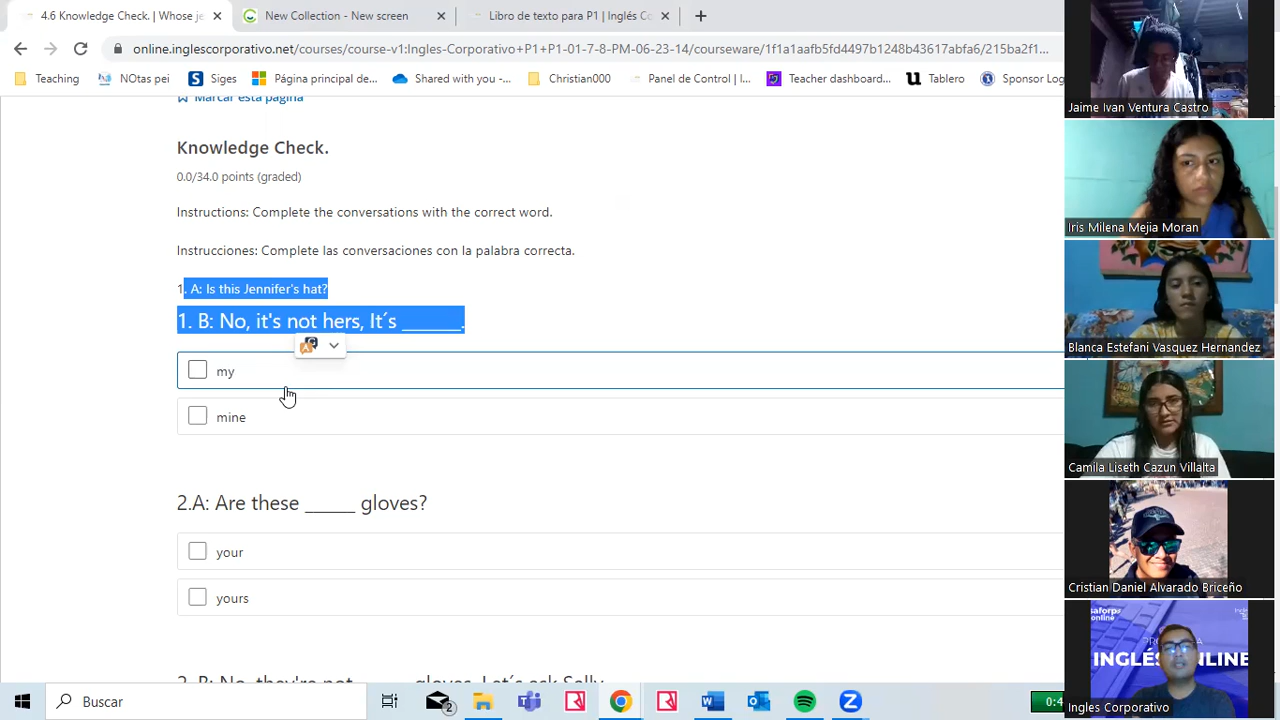 4.6 Knowledge Check. | Whose je
New Collection - New screen
Libro de texto para P1 | Inglés Co
online.inglescorporativo.net/courses/course-v1:Ingles-Corporativo+P1+P1-01-7-8-PM-06-23-14/courseware/1f1a1aafb5fd4497b1248b43617abfa6/215ba2f1...
Teaching
NOtas pei
Siges
Página principal de...
Shared with you -
Christian000
Panel de Control | I...
Teacher dashboard...
Tablero
Sponsor Log
Marcar esta página
Knowledge Check.
0.0/34.0 points (graded)
Instructions: Complete the conversations with the correct word.
Instrucciones: Complete las conversaciones con la palabra correcta.
1. A: Is this Jennifer's hat?
1. B: No, it's not hers, It´s ______.
my
mine
2.A: Are these _____ gloves?
your
yours
Buscar
2
0:4
Jaime Ivan Ventura Castro
Iris Milena Mejia Moran
Blanca Estefani Vasquez Hernandez
Camila Liseth Cazun Villalta
Cristian Daniel Alvarado Briceño
online
INGLÉS ONLINE
Ingles Corporativo